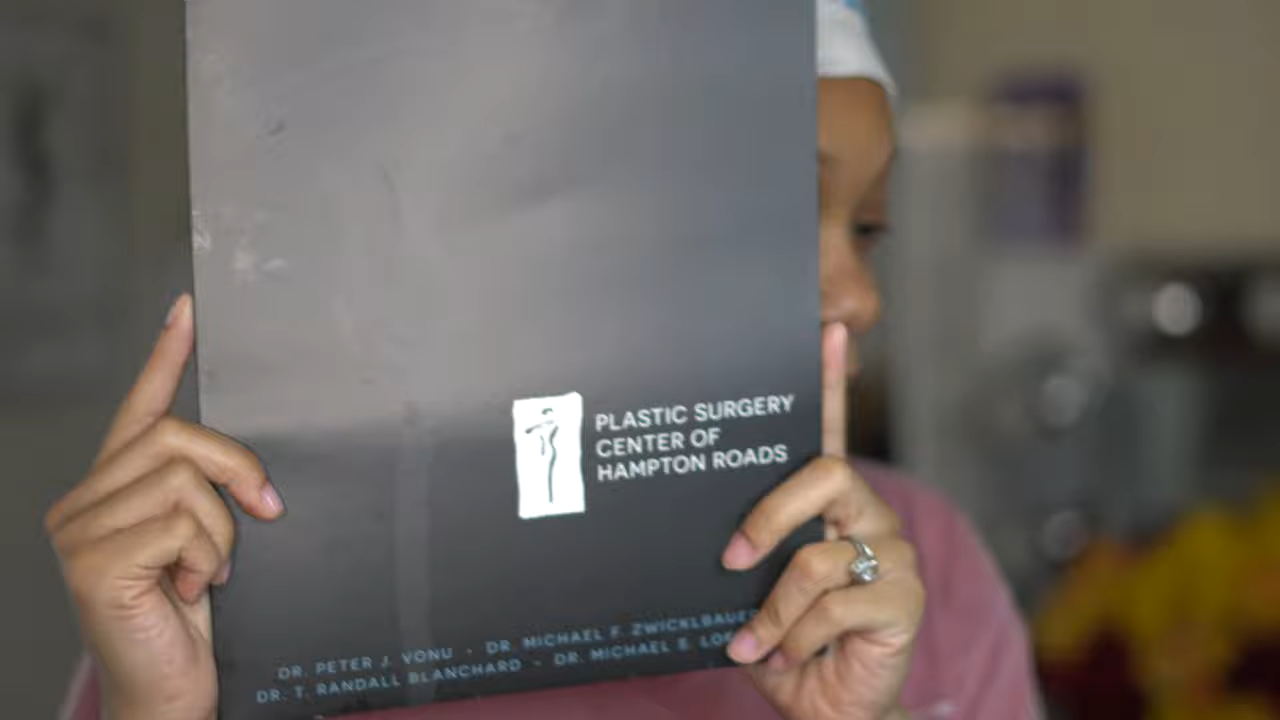 PLASTIC SURGERY
CENTER OF
HAMPTON ROADS
DR. PETER J. VONU • DR. MICHAEL F. ZWICKLBAUER
DR. T. RANDALL BLANCHARD • DR. MICHAEL E.